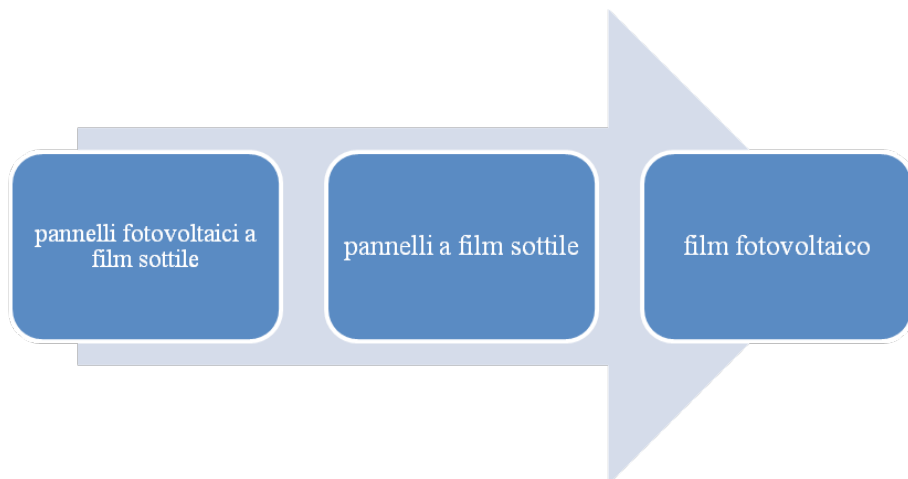 pannelli fotovoltaici a
film sottile
pannelli a film sottile
film fotovoltaico